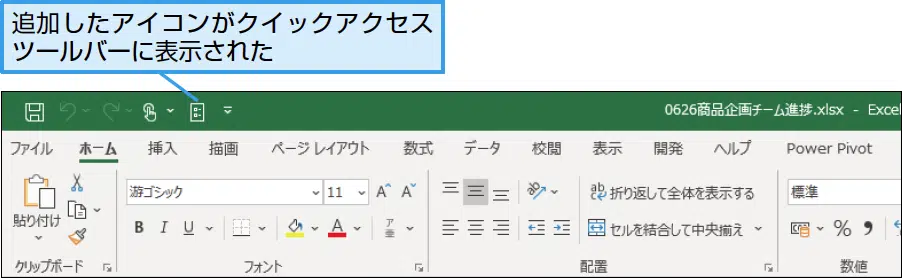 追加したアイコンがクイックアクセス
ツールバーに表示された
0626商品企画チーム進捗.xlsx - Excel
ファイル ホーム 挿入 描画 ページ レイアウト 数式 データ 校閲 表示 開発 ヘルプ Power Pivot
貼り付け
游ゴシック 11 A A
ab 折り返して全体を表示する
標準
B I U A ア亜
セルを結合して中央揃え
% 9
クリップボード フォント 配置 数値